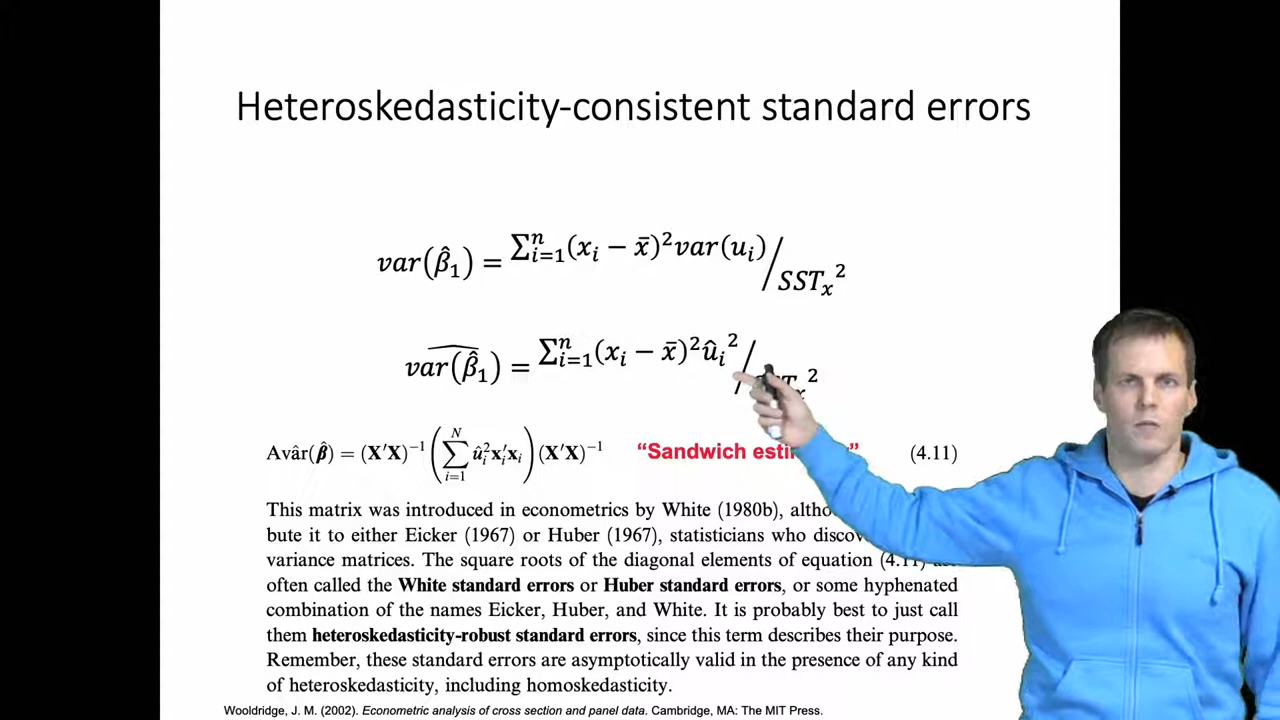 Heteroskedasticity-consistent standard errors
var(β̂₁) = ∑ⁿᵢ₌₁(xᵢ − x̄)²var(uᵢ)/SSTₓ²
v͡ar(β̂₁) = ∑ⁿᵢ₌₁(xᵢ − x̄)²ûᵢ²/SSTₓ²
Avâr(β̂) = (X′X)⁻¹(∑ᴺᵢ₌₁ ûᵢ²xᵢ′xᵢ)(X′X)⁻¹ “Sandwich (4.11)
This matrix was introduced in econometrics by White (1980b),
bute it to either Eicker (1967) or Huber (1967), statisticians who
variance matrices. The square roots of the diagonal elements of equation (4.11)
often called the White standard errors or Huber standard errors, or some hyphenated
combination of the names Eicker, Huber, and White. It is probably best to just call
them heteroskedasticity-robust standard errors, since this term describes their purpose.
Remember, these standard errors are asymptotically valid in the presence of any kind
of heteroskedasticity, including homoskedasticity.
Wooldridge, J. M. (2002). Econometric analysis of cross section and panel data. Cambridge, MA: The MIT Press.